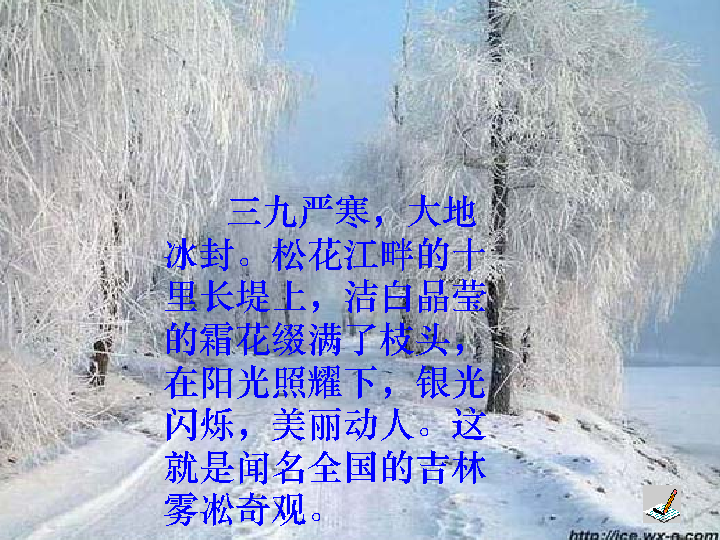 三九严寒，大地
冰封。松花江畔的十
里长堤上，洁白品莹
的霜花缀满了枝头，
在阳光照耀下，银光
闪烁，美丽动人。这
就是闻名全国的吉林
雾凇奇观。